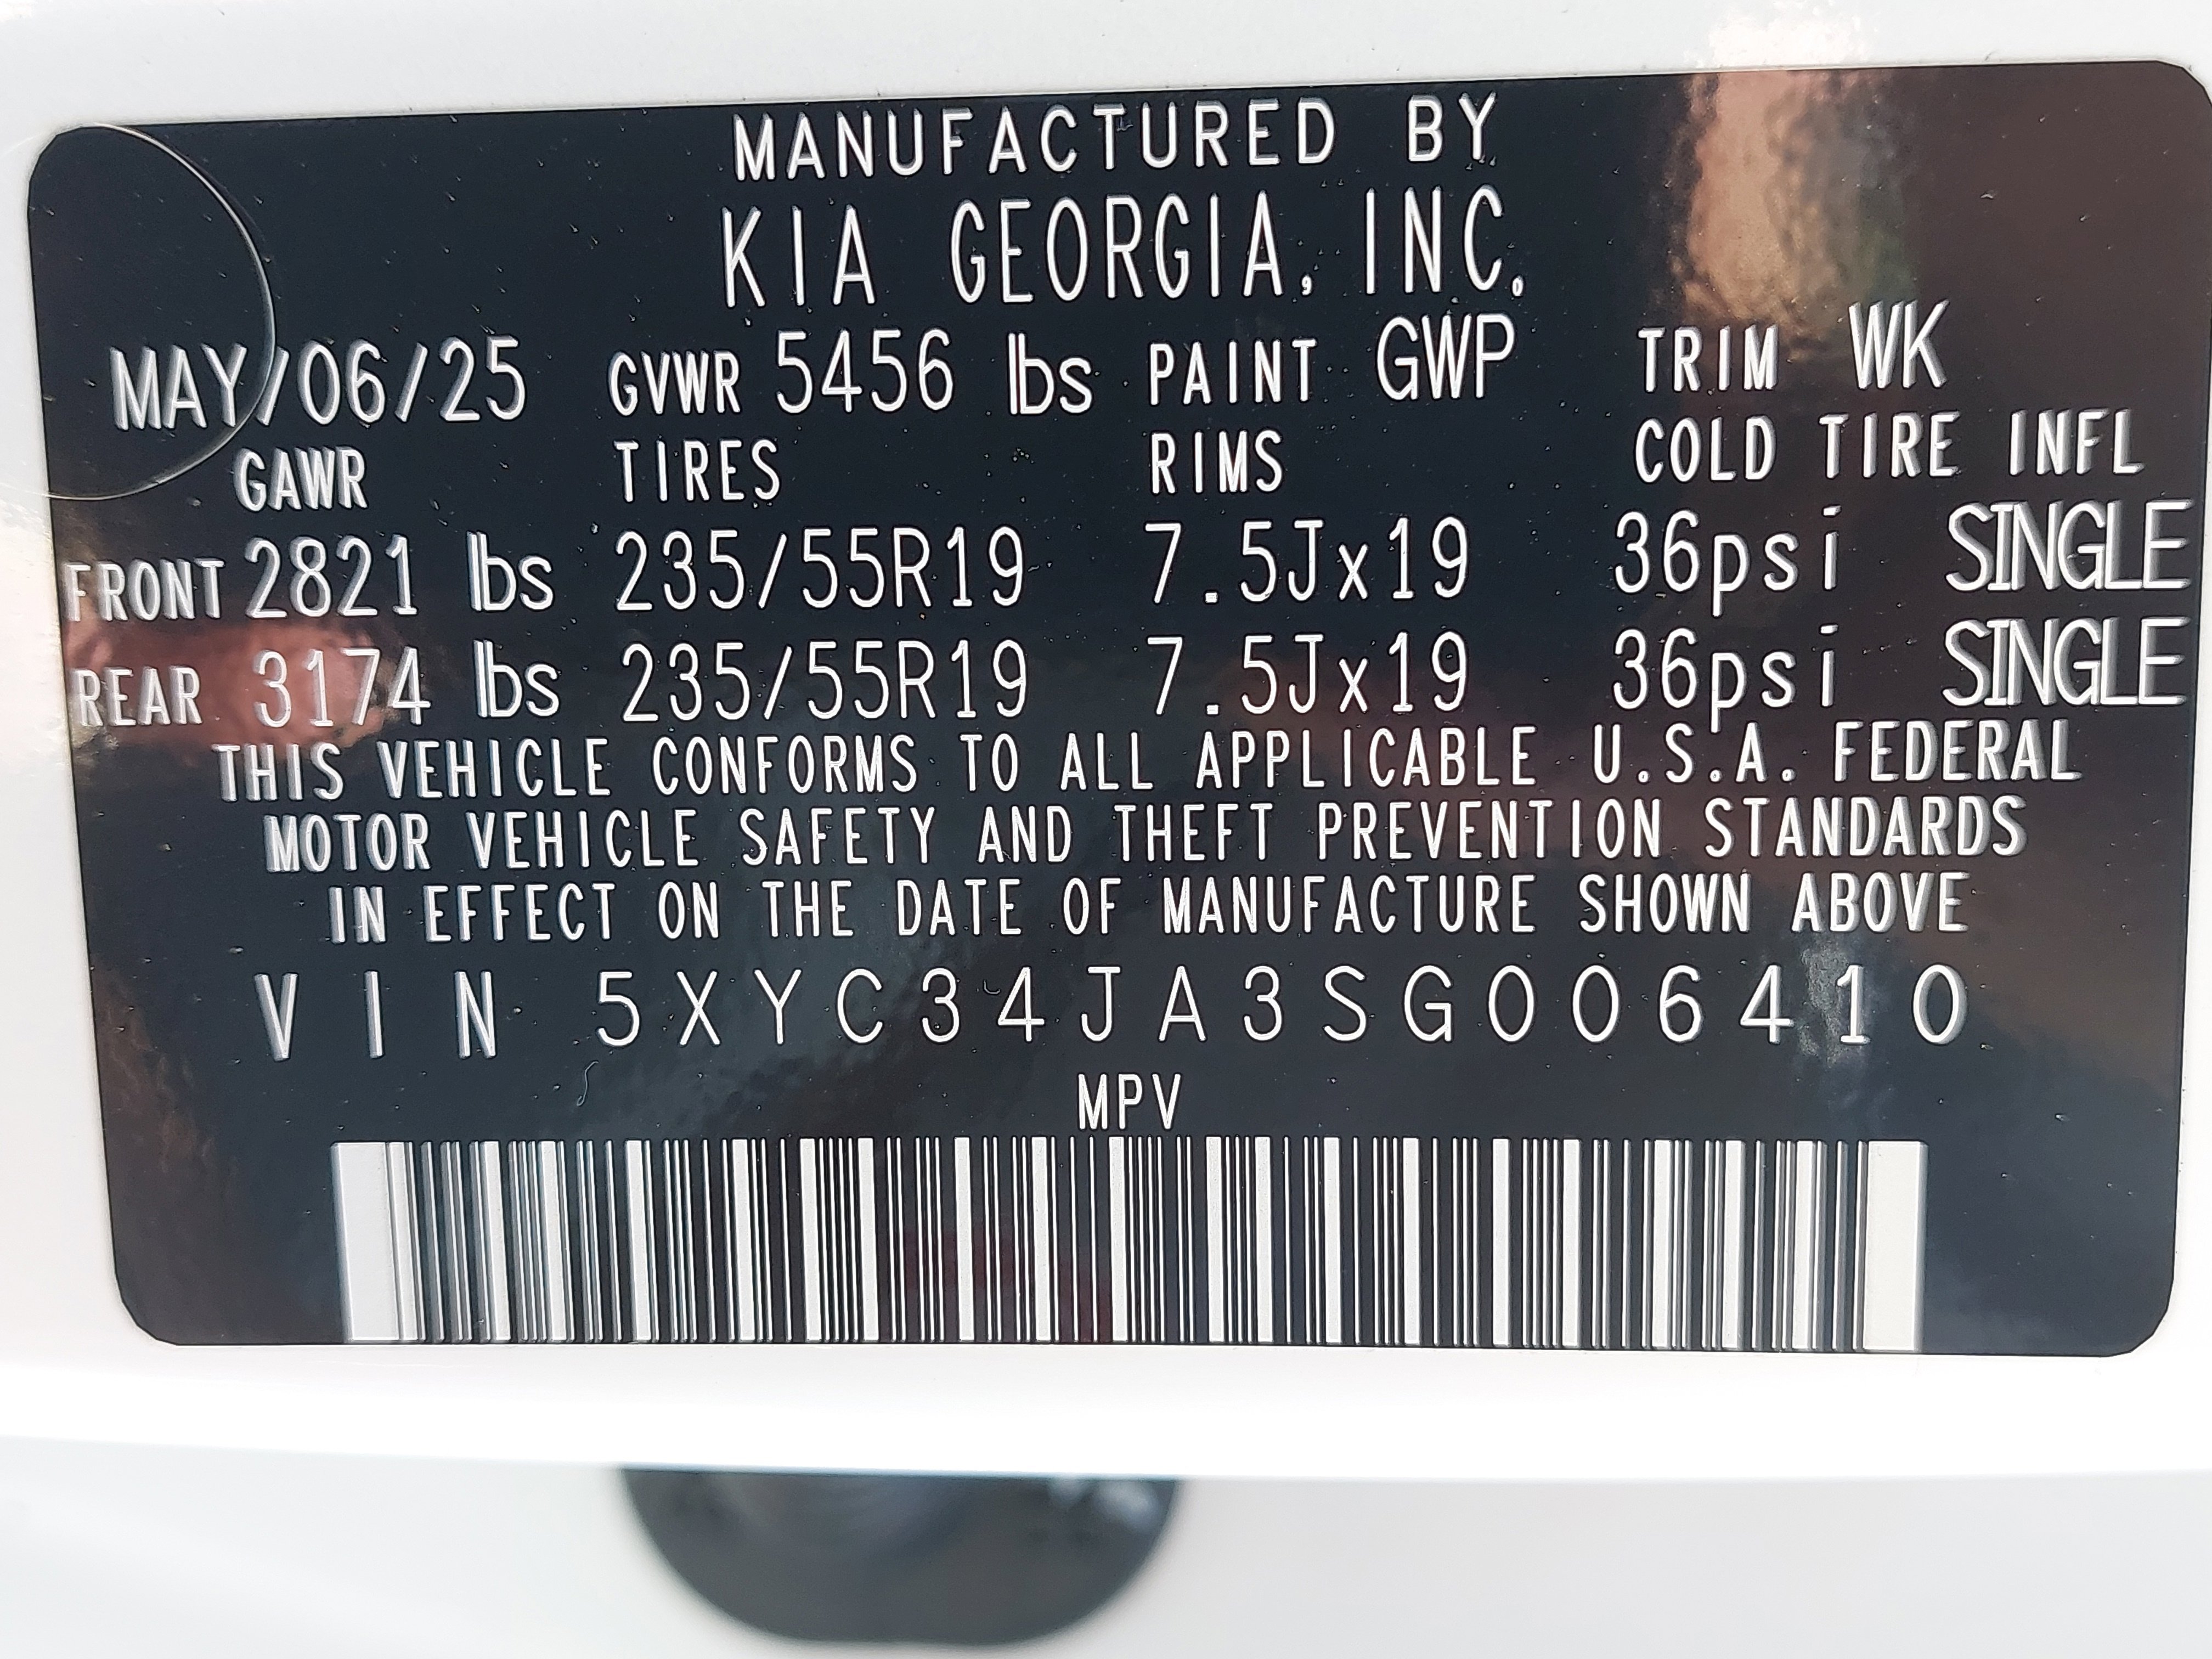 MANUFACTURED BY
KIA GEORGIA, INC.
MAY/06/25 GVWR 5456 lbs PAINT GWP TRIM WK
GAWR TIRES RIMS COLD TIRE INFL
FRONT 2821 lbs 235/55R19 7.5Jx19 36psi SINGLE
REAR 3174 lbs 235/55R19 7.5Jx19 36psi SINGLE
THIS VEHICLE CONFORMS TO ALL APPLICABLE U.S.A. FEDERAL
MOTOR VEHICLE SAFETY AND THEFT PREVENTION STANDARDS
IN EFFECT ON THE DATE OF MANUFACTURE SHOWN ABOVE
VIN 5XYC34JA3SG006410
MPV